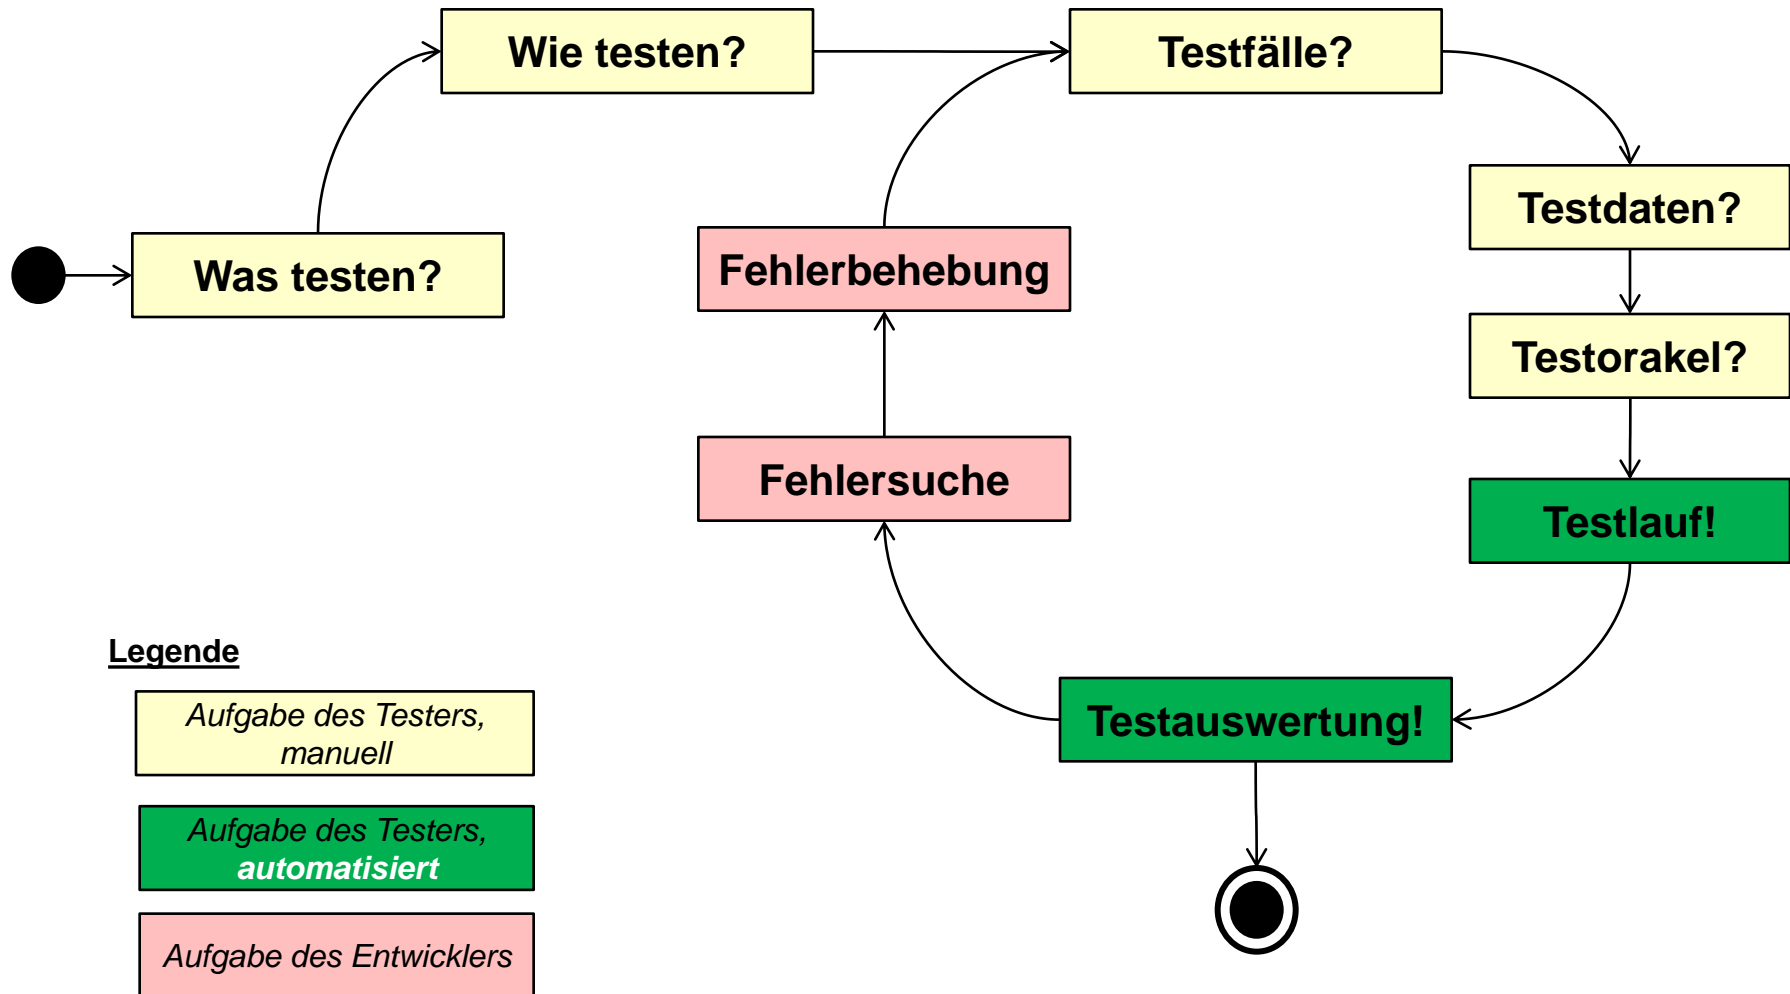 Wie testen?
Testfälle?
Testdaten?
Was testen?
Fehlerbehebung
Testorakel?
Fehlersuche
Testlauf!
Testauswertung!
Legende
Aufgabe des Testers,
manuell
Aufgabe des Testers,
automatisiert
Aufgabe des Entwicklers